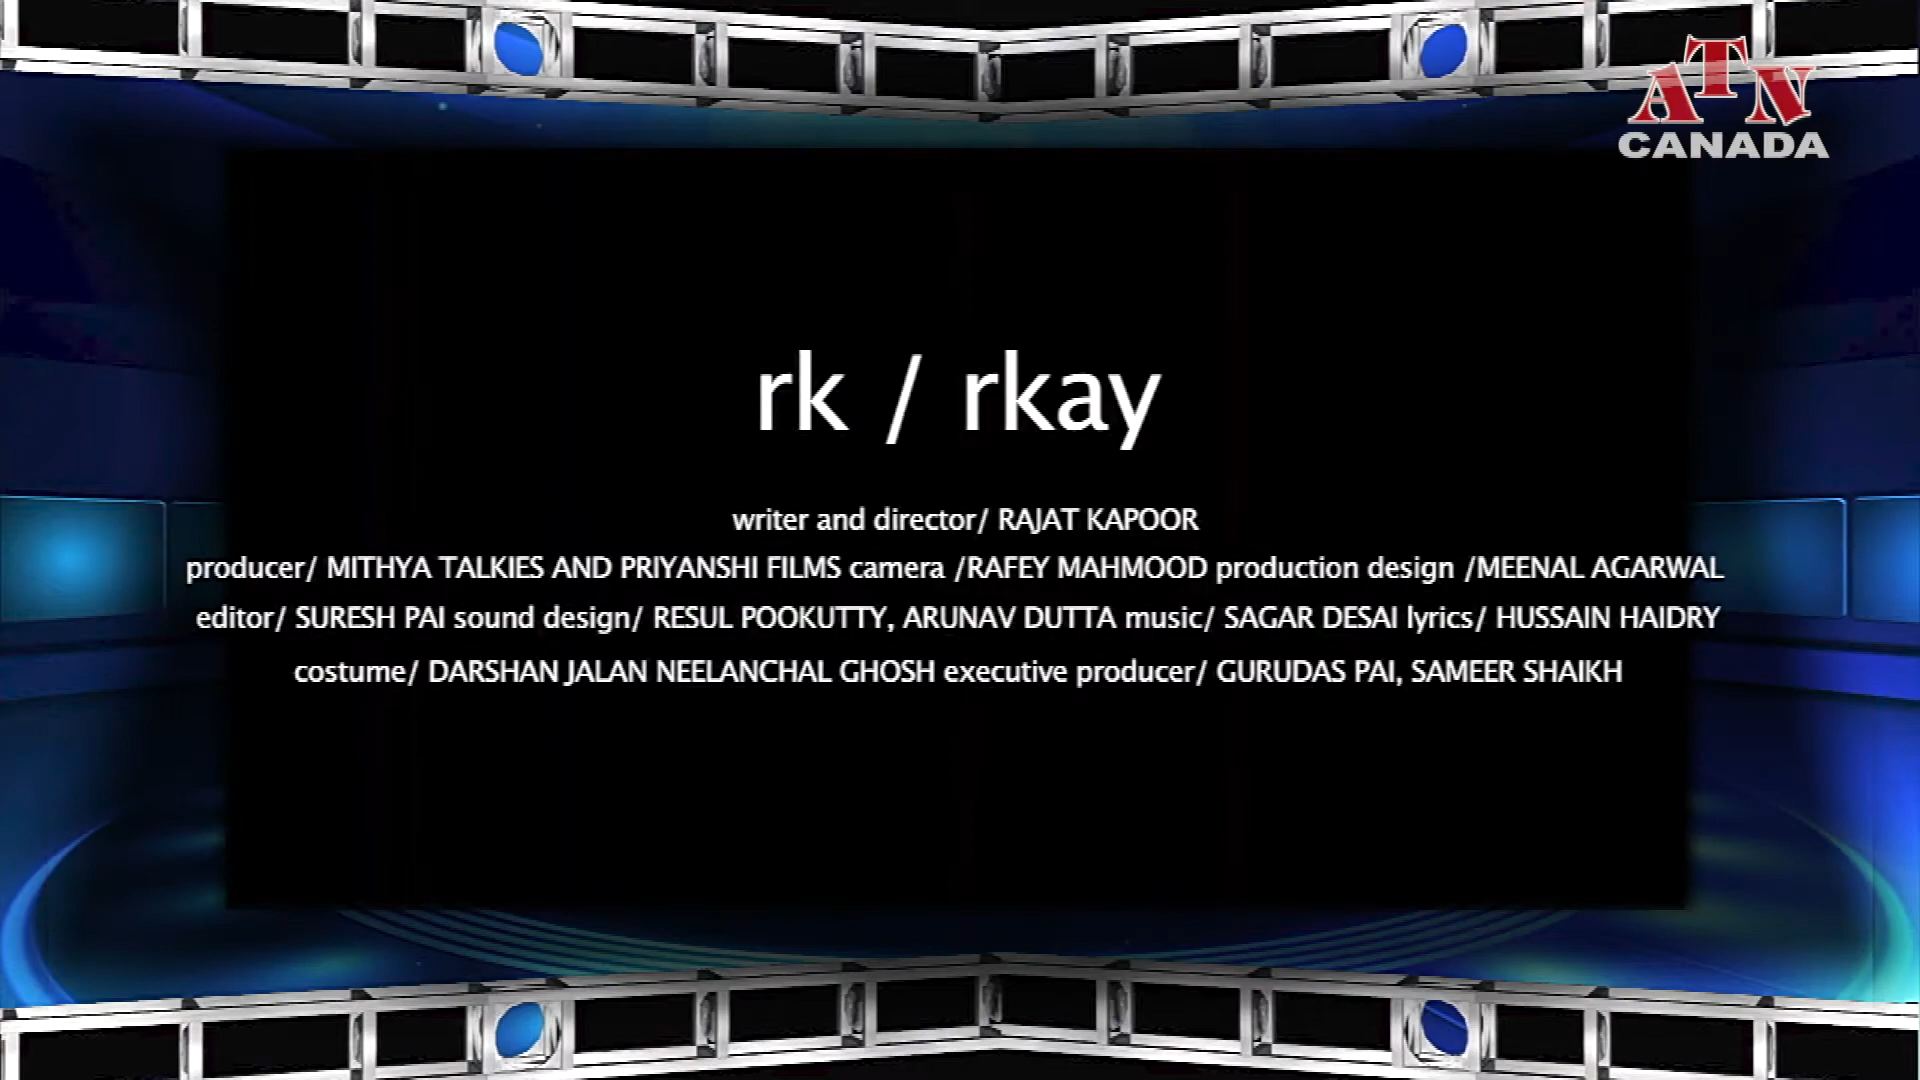 ATN
CANADA
rk / rkay
writer and director/ RAJAT KAPOOR
producer/ MITHYA TALKIES AND PRIYANSHI FILMS camera /RAFEY MAHMOOD production design /MEENAL AGARWAL
editor/ SURESH PAI sound design/ RESUL POOKUTTY, ARUNAV DUTTA music/ SAGAR DESAI lyrics/ HUSSAIN HAIDRY
costume/ DARSHAN JALAN NEELANCHAL GHOSH executive producer/ GURUDAS PAI, SAMEER SHAIKH